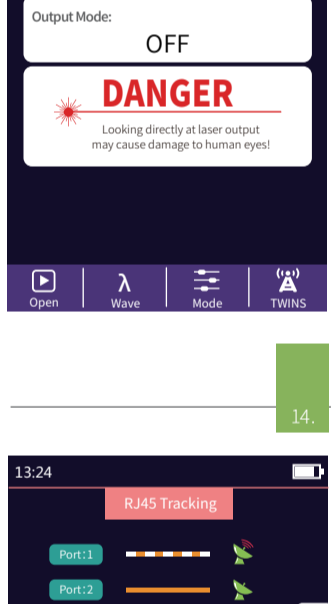 Output Mode:
OFF
DANGER
Looking directly at laser output
may cause damage to human eyes!
Open λ Wave Mode TWINS
14.
13:24
RJ45 Tracking
Port:1
Port:2